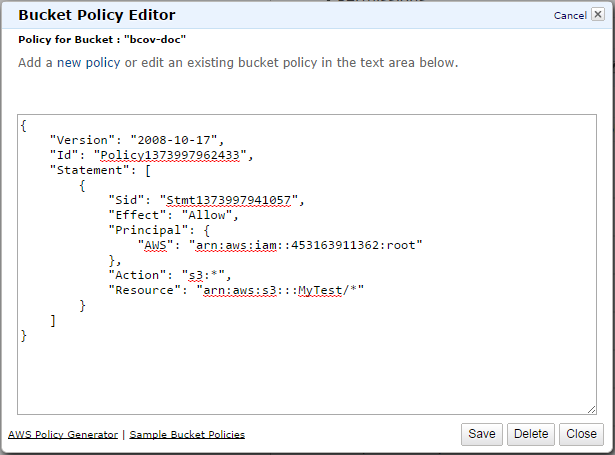 Bucket Policy Editor
Cancel
Policy for Bucket : "bcov-doc"
Add a new policy or edit an existing bucket policy in the text area below.
{
    "Version": "2008-10-17",
    "Id": "Policy1373997962433",
    "Statement": [
        {
            "Sid": "Stmt1373997941057",
            "Effect": "Allow",
            "Principal": {
                "AWS": "arn:aws:iam::453163911362:root"
            },
            "Action": "s3:*",
            "Resource": "arn:aws:s3:::MyTest/*"
        }
    ]
}
AWS Policy Generator | Sample Bucket Policies
Save Delete Close